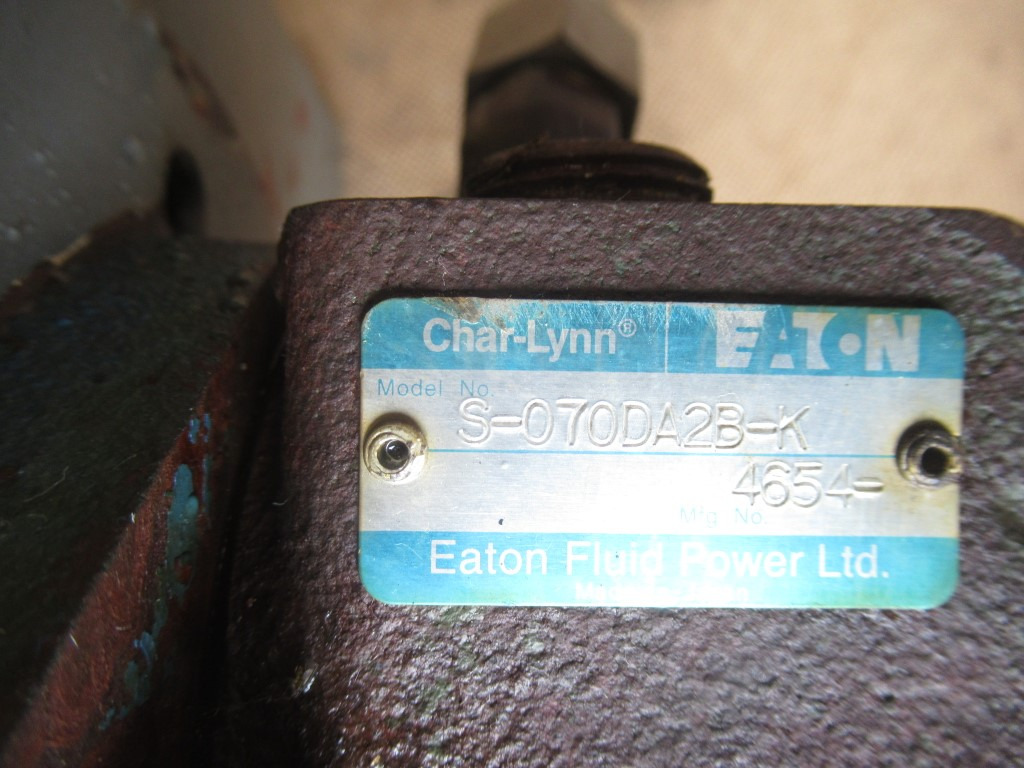 Char-Lynn® EATON
Model No.
S-070DA2B-K
4654-
Mfg No.
Eaton Fluid Power Ltd.